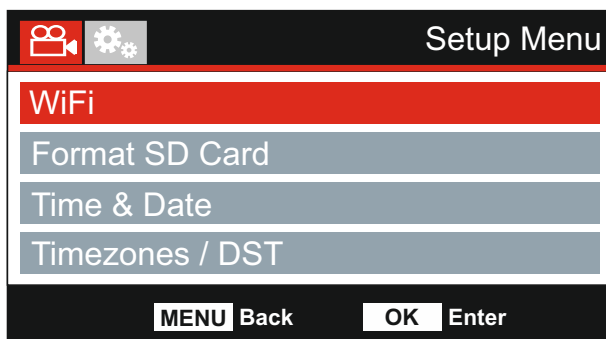 Setup Menu
WiFi
Format SD Card
Time & Date
Timezones / DST
MENU Back OK Enter